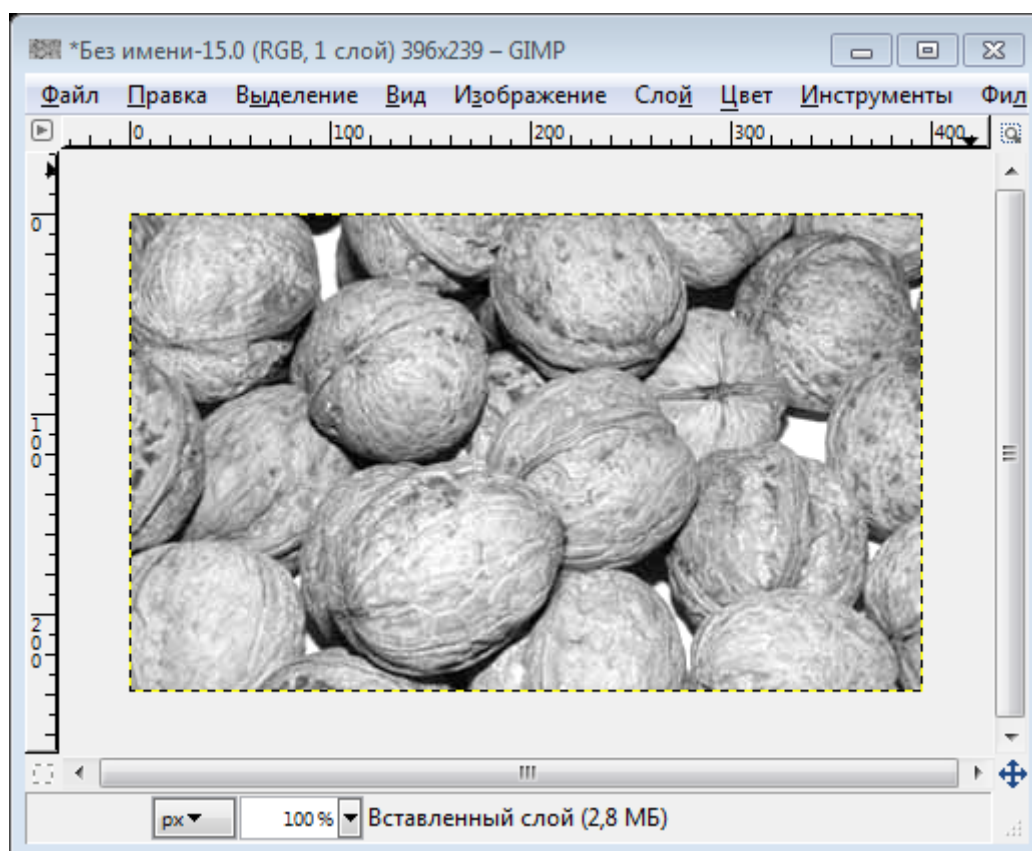 *Без имени-15.0 (RGB, 1 слой) 396x239 – GIMP
Файл Правка Выделение Вид Изображение Слой Цвет Инструменты Фил
0 100 200 300 400
0
100
200
px 100 % Вставленный слой (2,8 МБ)